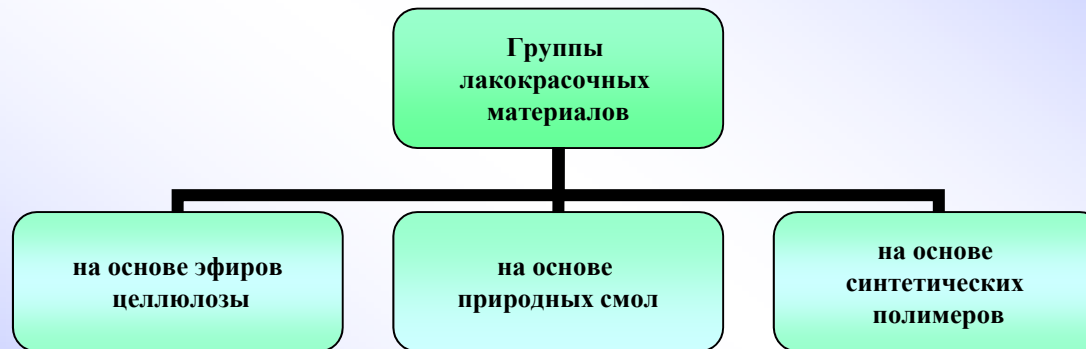 Группы
лакокрасочных
материалов
на основе эфиров
целлюлозы
на основе
природных смол
на основе
синтетических
полимеров